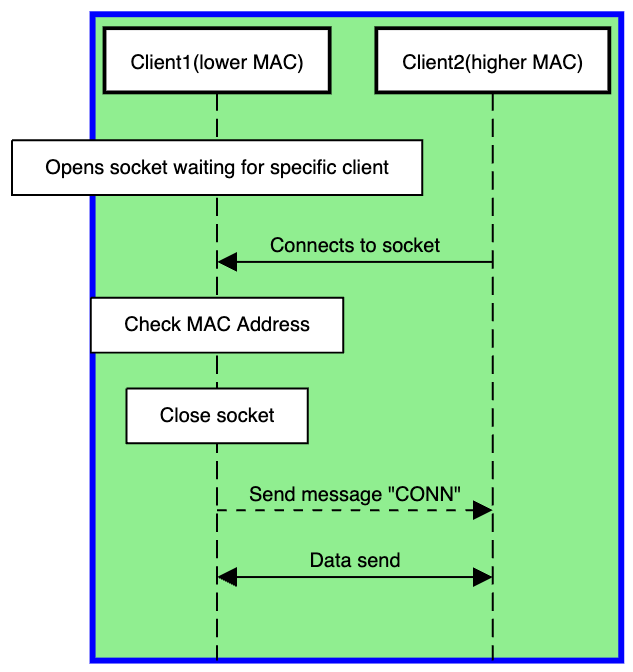 Client1(lower MAC)
Client2(higher MAC)
Opens socket waiting for specific client
Connects to socket
Check MAC Address
Close socket
Send message "CONN"
Data send